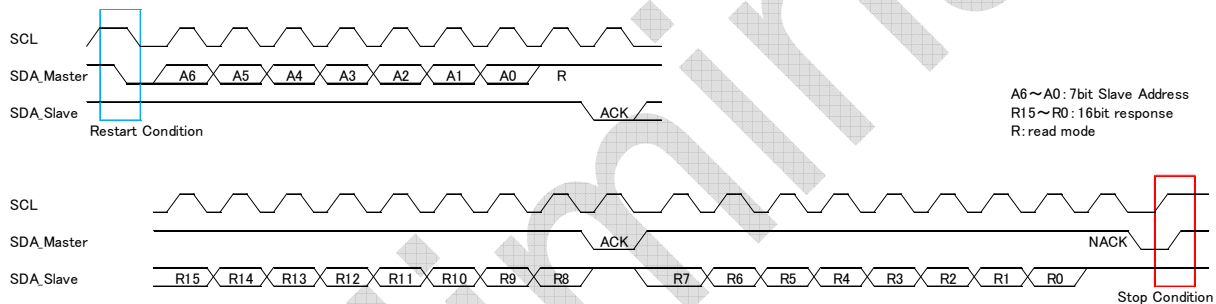 SCL
SDA_Master A6 A5 A4 A3 A2 A1 A0 R
SDA_Slave ACK
Restart Condition
A6～A0: 7bit Slave Address
R15～R0: 16bit response
R: read mode
SCL
SDA_Master ACK NACK
SDA_Slave R15 R14 R13 R12 R11 R10 R9 R8 R7 R6 R5 R4 R3 R2 R1 R0
Stop Condition